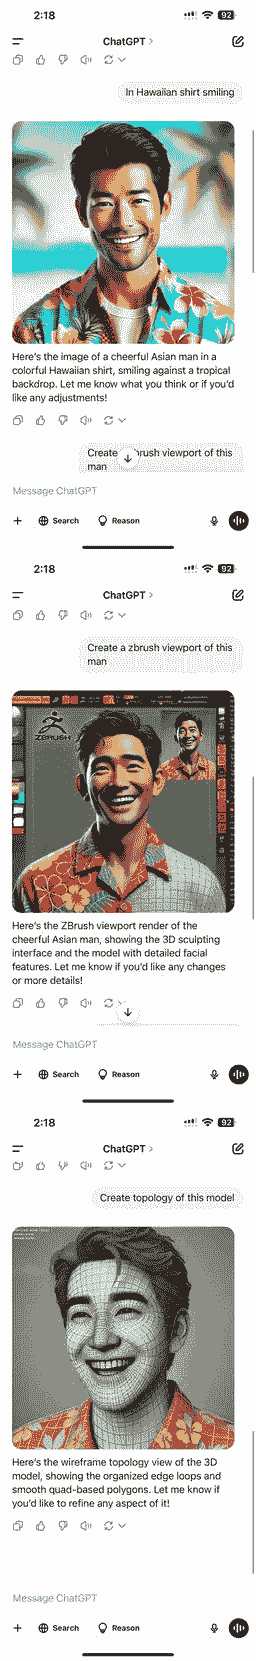 2:18
92
ChatGPT >
In Hawaiian shirt smiling
Here's the image of a cheerful Asian man in a
colorful Hawaiian shirt, smiling against a tropical
backdrop. Let me know what you think or if you'd
like any adjustments!
Create brush viewport of this
man
Message ChatGPT
Search
Reason
2:18
92
ChatGPT >
Create a zbrush viewport of this
man
ZBRUSH
Here's the ZBrush viewport render of the
cheerful Asian man, showing the 3D sculpting
interface and the model with detailed facial
features. Let me know if you'd like any changes
or more details!
Message ChatGPT
Search
Reason
2:18
92
ChatGPT >
Create topology of this model
Here's the wireframe topology view of the 3D
model, showing the organized edge loops and
smooth quad-based polygons. Let me know if
you'd like to refine any aspect of it!
Message ChatGPT
Search
Reason